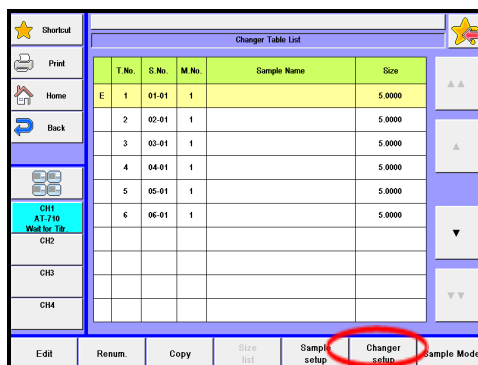 Shortcut
Changer Table List
Print
Home
Back
T.No. S.No. M.No. Sample Name Size
E 1 01-01 1 5.0000
2 02-01 1 5.0000
3 03-01 1 5.0000
4 04-01 1 5.0000
5 05-01 1 5.0000
6 06-01 1 5.0000
CH1
AT-710
Wait for Titr.
CH2
CH3
CH4
Edit
Renum.
Copy
Size
list
Sample
setup
Changer
setup
Sample Mode